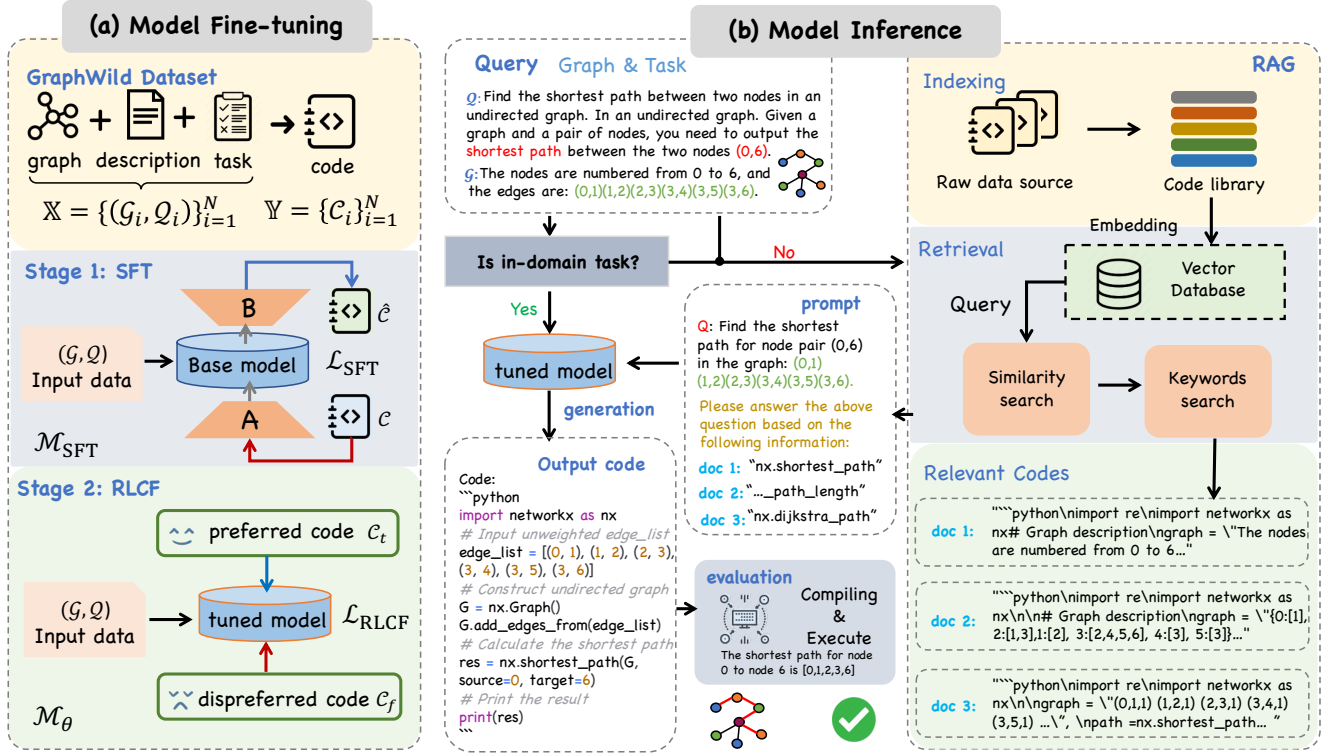 (a) Model Fine-tuning
GraphWild Dataset
graph
description
task
code
𝕏 = {(𝒢ᵢ, 𝒬ᵢ)}ᵢ₌₁ᴺ
𝕐 = {𝒞ᵢ}ᵢ₌₁ᴺ
Stage 1: SFT
B
Ĉ
(𝒢, 𝒬)
Input data
Base model
ℒ_SFT
A
𝒞
ℳ_SFT
Stage 2: RLCF
preferred code 𝒞ₜ
(𝒢, 𝒬)
Input data
tuned model
ℒ_RLCF
dispreferred code 𝒞_f
ℳ_θ
(b) Model Inference
Query Graph & Task
𝒬: Find the shortest path between two nodes in an
undirected graph. In an undirected graph. Given a
graph and a pair of nodes, you need to output the
shortest path between the two nodes (0,6).
𝒢: The nodes are numbered from 0 to 6, and
the edges are: (0,1)(1,2)(2,3)(3,4)(3,5)(3,6).
Is in-domain task?
No
Yes
tuned model
generation
prompt
Q: Find the shortest
path for node pair (0,6)
in the graph: (0,1)
(1,2)(2,3)(3,4)(3,5)(3,6).
Please answer the above
question based on the
following information:
doc 1: "nx.shortest_path"
doc 2: "..._path_length"
doc 3: "nx.dijkstra_path"
Output code
Code:
```python
import networkx as nx
# Input unweighted edge_list
edge_list = [(0, 1), (1, 2), (2, 3),
(3, 4), (3, 5), (3, 6)]
# Construct undirected graph
G = nx.Graph()
G.add_edges_from(edge_list)
# Calculate the shortest path
res = nx.shortest_path(G,
source=0, target=6)
# Print the result
print(res)
```
evaluation
Compiling
&
Execute
The shortest path for node
0 to node 6 is [0,1,2,3,6]
RAG
Indexing
Raw data source
Code library
Embedding
Retrieval
Vector
Database
Query
Similarity
search
Keywords
search
Relevant Codes
doc 1:
"```python\nimport re\nimport networkx as
nx# Graph description\ngraph = \"The nodes
are numbered from 0 to 6..."
doc 2:
"```python\nimport re\nimport networkx as
nx\n\n# Graph description\ngraph = \"{0:[1],
2:[1,3],1:[2], 3:[2,4,5,6], 4:[3], 5:[3]}..."
doc 3:
"```python\nimport re\nimport networkx as
nx\n\ngraph = \"(0,1,1) (1,2,1) (2,3,1) (3,4,1)
(3,5,1) ...\", \npath =nx.shortest_path... "